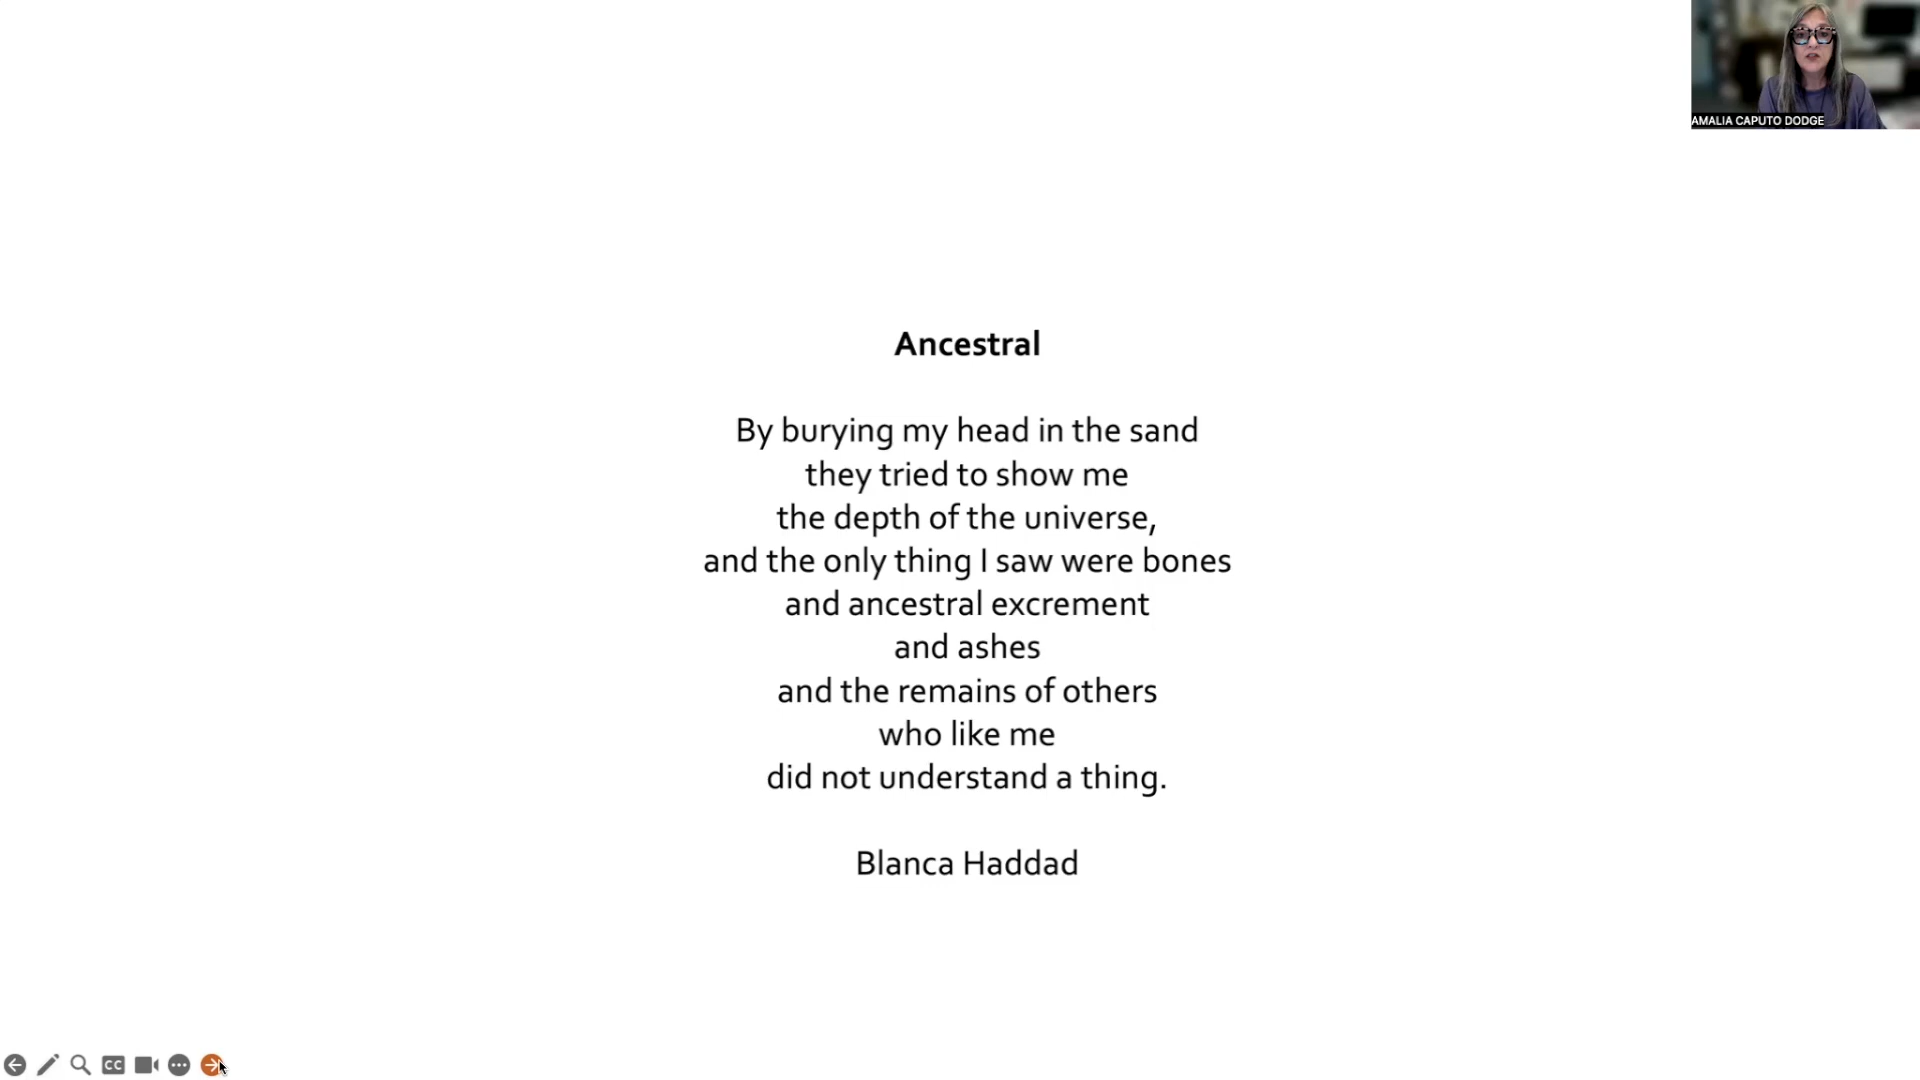 AMALIA CAPUTO DODGE
Ancestral
By burying my head in the sand
they tried to show me
the depth of the universe,
and the only thing I saw were bones
and ancestral excrement
and ashes
and the remains of others
who like me
did not understand a thing.
Blanca Haddad
CC